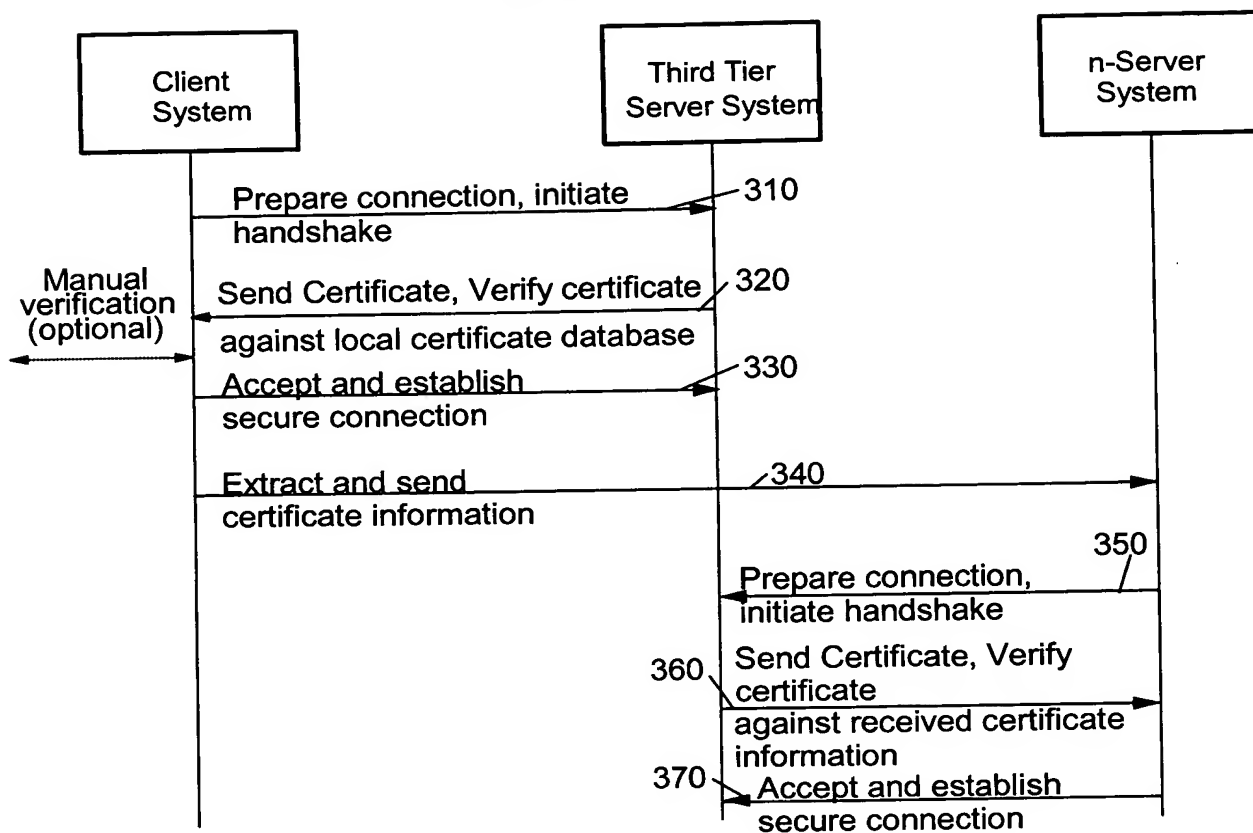 Client
System
Third Tier
Server System
n-Server
System
Prepare connection, initiate
handshake
310
Manual
verification
(optional)
Send Certificate, Verify certificate
against local certificate database
320
Accept and establish
secure connection
330
Extract and send
certificate information
340
350
Prepare connection,
initiate handshake
360
Send Certificate, Verify
certificate
against received certificate
information
370
Accept and establish
secure connection